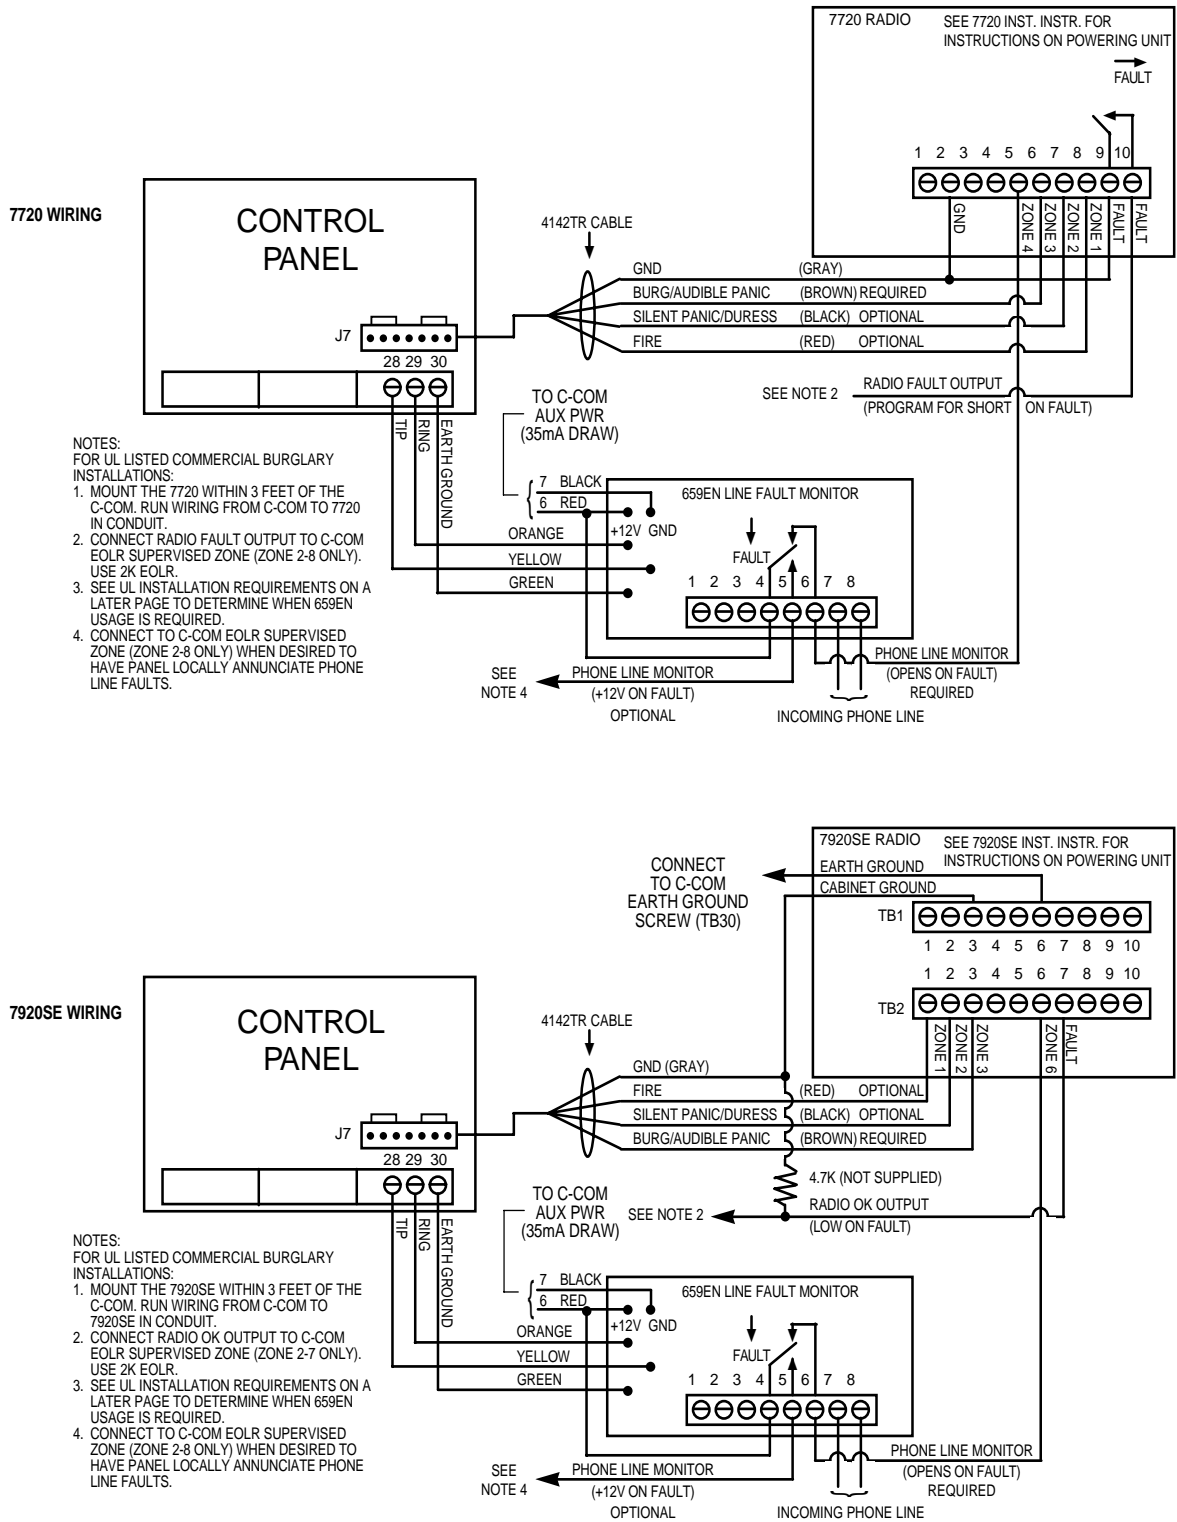 7720 RADIO
SEE 7720 INST. INSTR. FOR
INSTRUCTIONS ON POWERING UNIT
FAULT
1 2 3 4 5 6 7 8 9 10
GND
ZONE 4
ZONE 3
ZONE 2
ZONE 1
FAULT
FAULT
7720 WIRING
CONTROL
PANEL
J7
28 29 30
TIP
RING
EARTH GROUND
4142TR CABLE
GND (GRAY)
BURG/AUDIBLE PANIC (BROWN) REQUIRED
SILENT PANIC/DURESS (BLACK) OPTIONAL
FIRE (RED) OPTIONAL
SEE NOTE 2
RADIO FAULT OUTPUT
(PROGRAM FOR SHORT ON FAULT)
TO C-COM
AUX PWR
(35mA DRAW)
7 BLACK
6 RED
+12V GND
ORANGE
YELLOW
GREEN
659EN LINE FAULT MONITOR
FAULT
1 2 3 4 5 6 7 8
SEE
NOTE 4
PHONE LINE MONITOR
(+12V ON FAULT)
OPTIONAL
INCOMING PHONE LINE
PHONE LINE MONITOR
(OPENS ON FAULT)
REQUIRED
NOTES:
FOR UL LISTED COMMERCIAL BURGLARY
INSTALLATIONS:
1. MOUNT THE 7720 WITHIN 3 FEET OF THE
C-COM. RUN WIRING FROM C-COM TO 7720
IN CONDUIT.
2. CONNECT RADIO FAULT OUTPUT TO C-COM
EOLR SUPERVISED ZONE (ZONE 2-8 ONLY).
USE 2K EOLR.
3. SEE UL INSTALLATION REQUIREMENTS ON A
LATER PAGE TO DETERMINE WHEN 659EN
USAGE IS REQUIRED.
4. CONNECT TO C-COM EOLR SUPERVISED
ZONE (ZONE 2-8 ONLY) WHEN DESIRED TO
HAVE PANEL LOCALLY ANNUNCIATE PHONE
LINE FAULTS.
7920SE RADIO
SEE 7920SE INST. INSTR. FOR
INSTRUCTIONS ON POWERING UNIT
EARTH GROUND
CABINET GROUND
CONNECT
TO C-COM
EARTH GROUND
SCREW (TB30)
TB1
1 2 3 4 5 6 7 8 9 10
1 2 3 4 5 6 7 8 9 10
TB2
ZONE 1
ZONE 2
ZONE 3
ZONE 6
FAULT
7920SE WIRING
CONTROL
PANEL
J7
28 29 30
TIP
RING
EARTH GROUND
4142TR CABLE
GND (GRAY)
FIRE (RED) OPTIONAL
SILENT PANIC/DURESS (BLACK) OPTIONAL
BURG/AUDIBLE PANIC (BROWN) REQUIRED
4.7K (NOT SUPPLIED)
SEE NOTE 2
RADIO OK OUTPUT
(LOW ON FAULT)
TO C-COM
AUX PWR
(35mA DRAW)
7 BLACK
6 RED
+12V GND
ORANGE
YELLOW
GREEN
659EN LINE FAULT MONITOR
FAULT
1 2 3 4 5 6 7 8
SEE
NOTE 4
PHONE LINE MONITOR
(+12V ON FAULT)
OPTIONAL
INCOMING PHONE LINE
PHONE LINE MONITOR
(OPENS ON FAULT)
REQUIRED
NOTES:
FOR UL LISTED COMMERCIAL BURGLARY
INSTALLATIONS:
1. MOUNT THE 7920SE WITHIN 3 FEET OF THE
C-COM. RUN WIRING FROM C-COM TO
7920SE IN CONDUIT.
2. CONNECT RADIO OK OUTPUT TO C-COM
EOLR SUPERVISED ZONE (ZONE 2-7 ONLY).
USE 2K EOLR.
3. SEE UL INSTALLATION REQUIREMENTS ON A
LATER PAGE TO DETERMINE WHEN 659EN
USAGE IS REQUIRED.
4. CONNECT TO C-COM EOLR SUPERVISED
ZONE (ZONE 2-8 ONLY) WHEN DESIRED TO
HAVE PANEL LOCALLY ANNUNCIATE PHONE
LINE FAULTS.